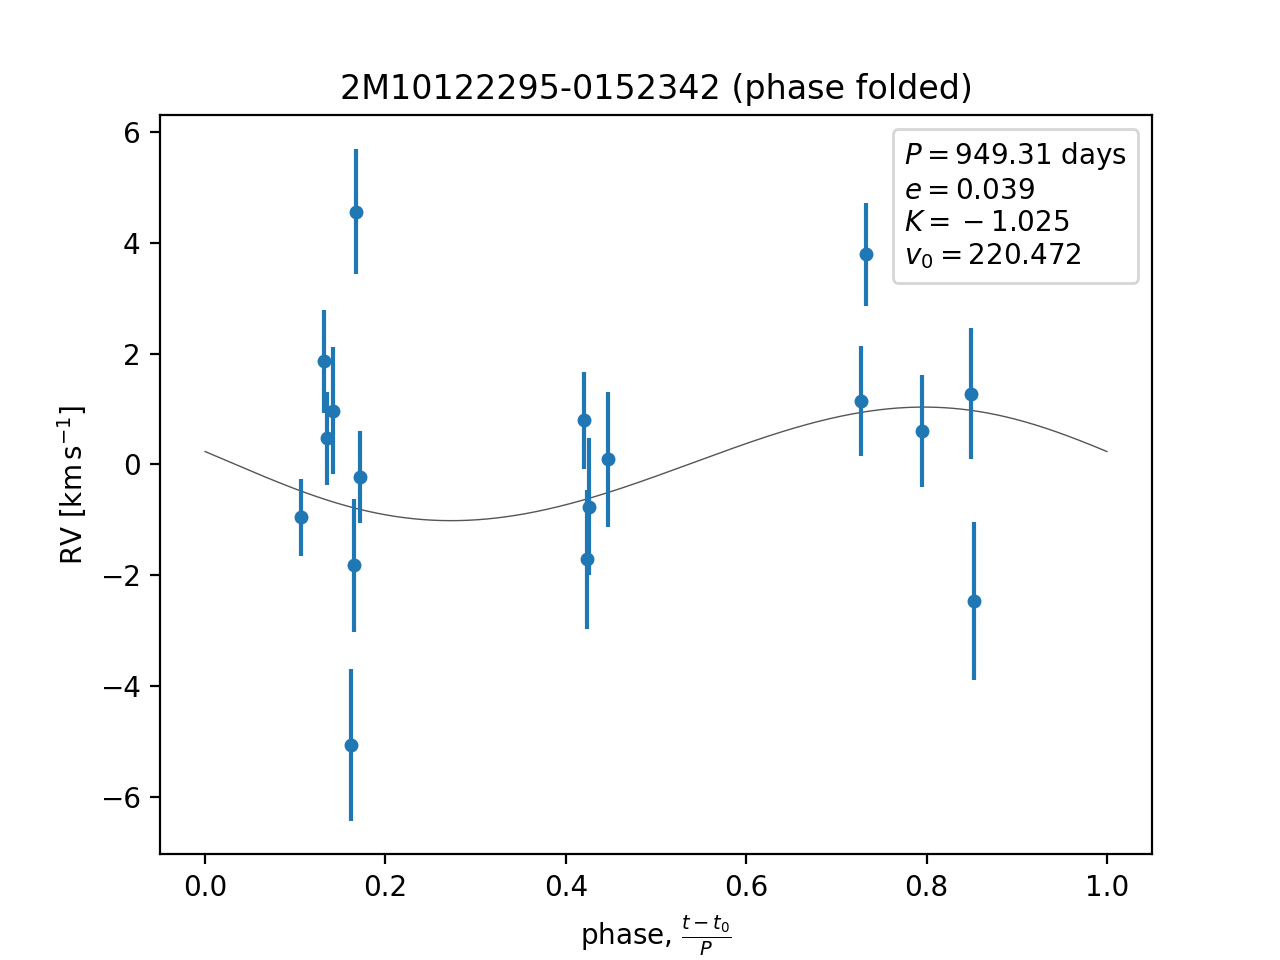 2M10122295-0152342 (phase folded)
P = 949.31 days
e = 0.039
K = −1.025
v₀ = 220.472
6
4
2
0
−2
−4
−6
RV [km s⁻¹]
0.0 0.2 0.4 0.6 0.8 1.0
phase, (t − t₀)/P